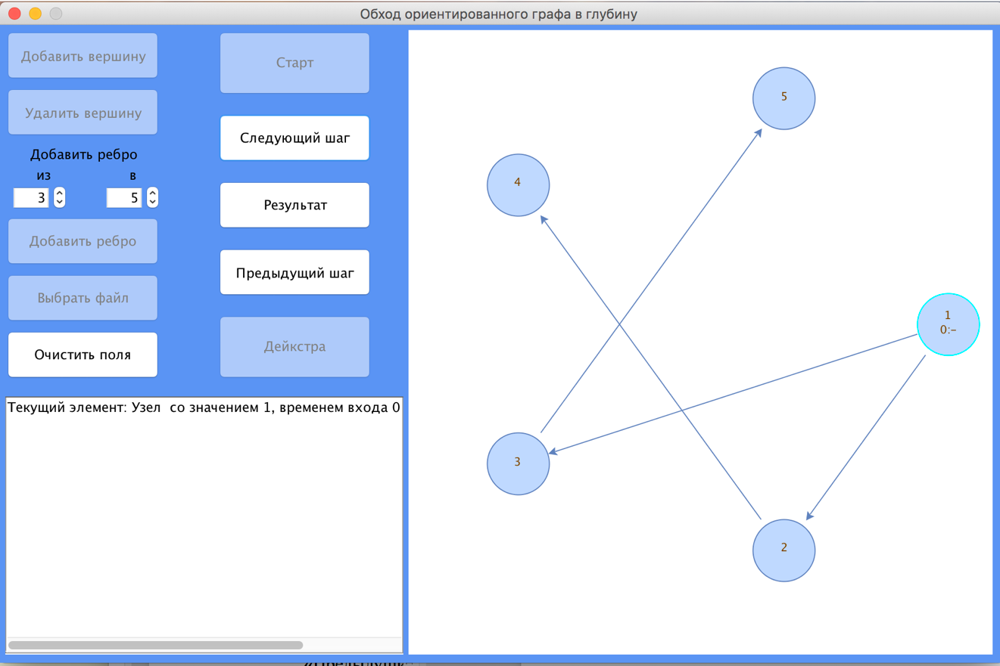 Обход ориентированного графа в глубину
Добавить вершину
Удалить вершину
Добавить ребро
из в
3 5
Добавить ребро
Выбрать файл
Очистить поля
Старт
Следующий шаг
Результат
Предыдущий шаг
Дейкстра
Текущий элемент: Узел  со значением 1, временем входа 0
5
4
1
0:-
3
2